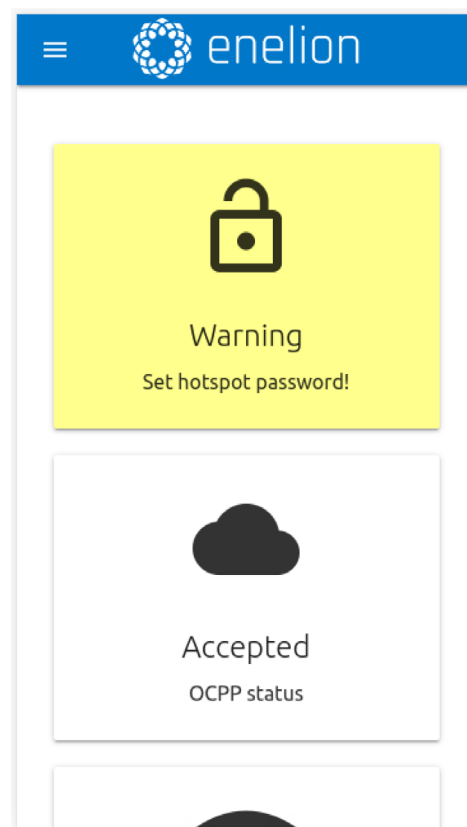 enelion
Warning
Set hotspot password!
Accepted
OCPP status